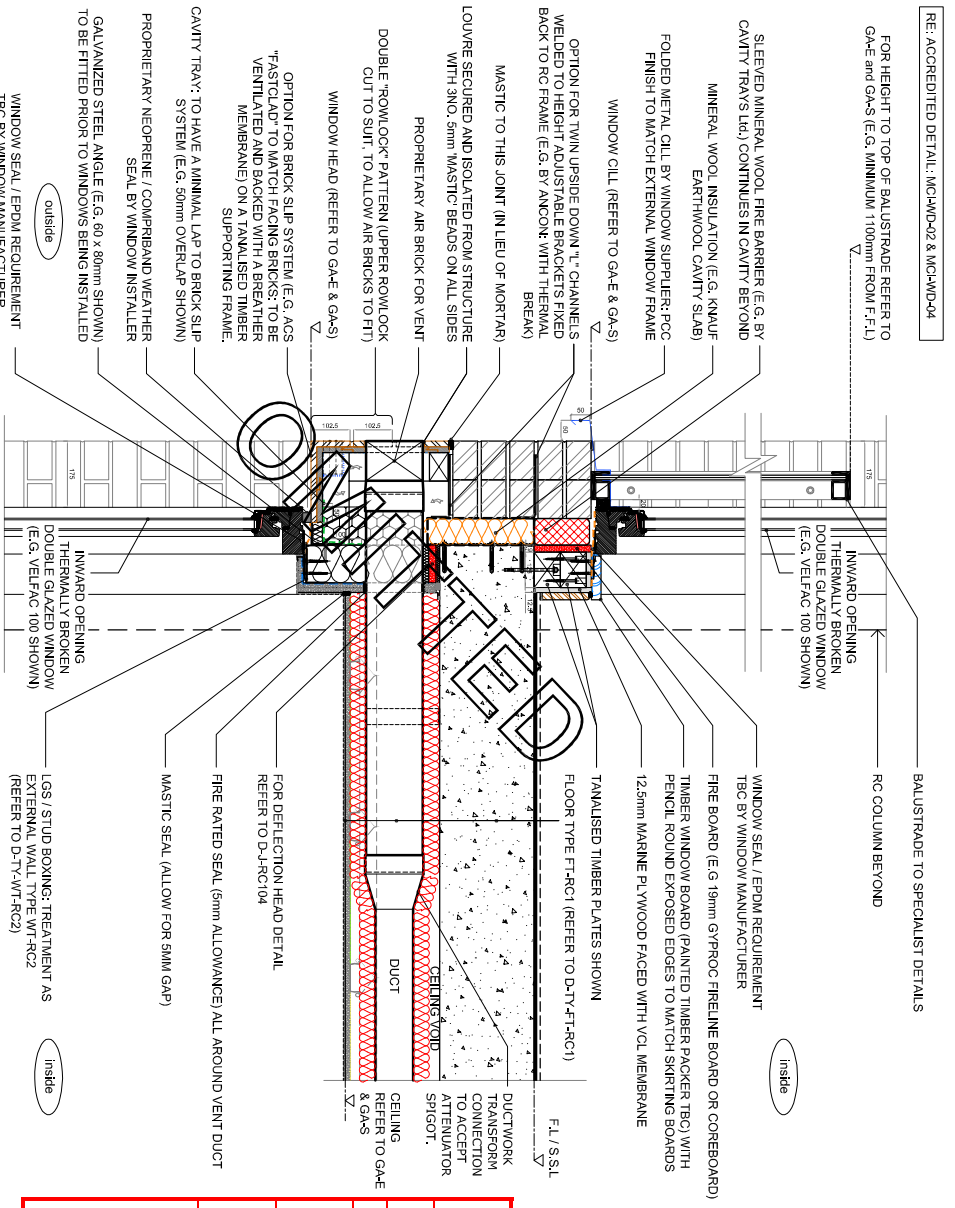 RE: ACCREDITED DETAIL: MCI-WD-02 & MCI-WD-04
FOR HEIGHT TO TOP OF BALUSTRADE REFER TO
GA-E and GA-S (E.G. MINIMUM 1100mm FROM F.F.L)
SLEEVED MINERAL WOOL FIRE BARRIER (E.G. BY
CAVITY TRAYS Ltd.) CONTINUES IN CAVITY BEYOND
MINERAL WOOL INSULATION (E.G. KNAUF
EARTHWOOL CAVITY SLAB)
FOLDED METAL CILL BY WINDOW SUPPLIER: PCC
FINISH TO MATCH EXTERNAL WINDOW FRAME
WINDOW CILL (REFER TO GA-E & GA-S)
OPTION FOR TWIN UPSIDE DOWN "L" CHANNELS
WELDED TO HEIGHT ADJUSTABLE BRACKETS FIXED
BACK TO RC FRAME (E.G. BY ANCON: WITH THERMAL
BREAK)
MASTIC TO THIS JOINT (IN LIEU OF MORTAR)
LOUVRE SECURED AND ISOLATED FROM STRUCTURE
WITH 3NO. 5mm 'MASTIC' BEADS ON ALL SIDES
PROPRIETARY AIR BRICK FOR VENT
DOUBLE "ROWLOCK" PATTERN (UPPER ROWLOCK
CUT TO SUIT, TO ALLOW AIR BRICKS TO FIT)
WINDOW HEAD (REFER TO GA-E & GA-S)
OPTION FOR BRICK SLIP SYSTEM (E.G. ACS
"FASTCLAD" TO MATCH FACING BRICKS: TO BE
VENTILATED AND BACKED WITH A BREATHER
MEMBRANE) ON A TANALISED TIMBER
SUPPORTING FRAME.
CAVITY TRAY: TO HAVE A MINIMAL LAP TO BRICK SLIP
SYSTEM (E.G. 50mm OVERLAP SHOWN)
PROPRIETARY NEOPRENE / COMPRIBAND WEATHER
SEAL BY WINDOW INSTALLER
GALVANIZED STEEL ANGLE (E.G. 60 x 80mm SHOWN)
TO BE FITTED PRIOR TO WINDOWS BEING INSTALLED
outside
WINDOW SEAL / EPDM REQUIREMENT
TBC BY WINDOW MANUFACTURER
175
50
50
102.5
102.5
175
OMITTED
INWARD OPENING
THERMALLY BROKEN
DOUBLE GLAZED WINDOW
(E.G. VELFAC 100 SHOWN)
INWARD OPENING
THERMALLY BROKEN
DOUBLE GLAZED WINDOW
(E.G. VELFAC 100 SHOWN)
BALUSTRADE TO SPECIALIST DETAILS
RC COLUMN BEYOND
inside
WINDOW SEAL / EPDM REQUIREMENT
TBC BY WINDOW MANUFACTURER
FIRE BOARD (E.G 19mm GYPROC FIRELINE BOARD OR COREBOARD)
TIMBER WINDOW BOARD (PAINTED TIMBER PACKER TBC) WITH
PENCIL ROUND EXPOSED EDGES TO MATCH SKIRTING BOARDS
12.5mm MARINE PLYWOOD FACED WITH VCL MEMBRANE
TANALISED TIMBER PLATES SHOWN
FLOOR TYPE FT-RC1 (REFER TO D-TY-FT-RC1)
F.L / S.S.L
DUCTWORK
TRANSFORM
CONNECTION
TO ACCEPT
ATTENUATOR
SPIGOT.
CEILING VOID
DUCT
CEILING
REFER TO GA-E
& GA-S
FOR DEFLECTION HEAD DETAIL
REFER TO D-J-RC104
FIRE RATED SEAL (5mm ALLOWANCE) ALL AROUND VENT DUCT
MASTIC SEAL (ALLOW FOR 5MM GAP)
LGS / STUD BOXING: TREATMENT AS
EXTERNAL WALL TYPE WT-RC2
(REFER TO D-TY-WT-RC2)
inside